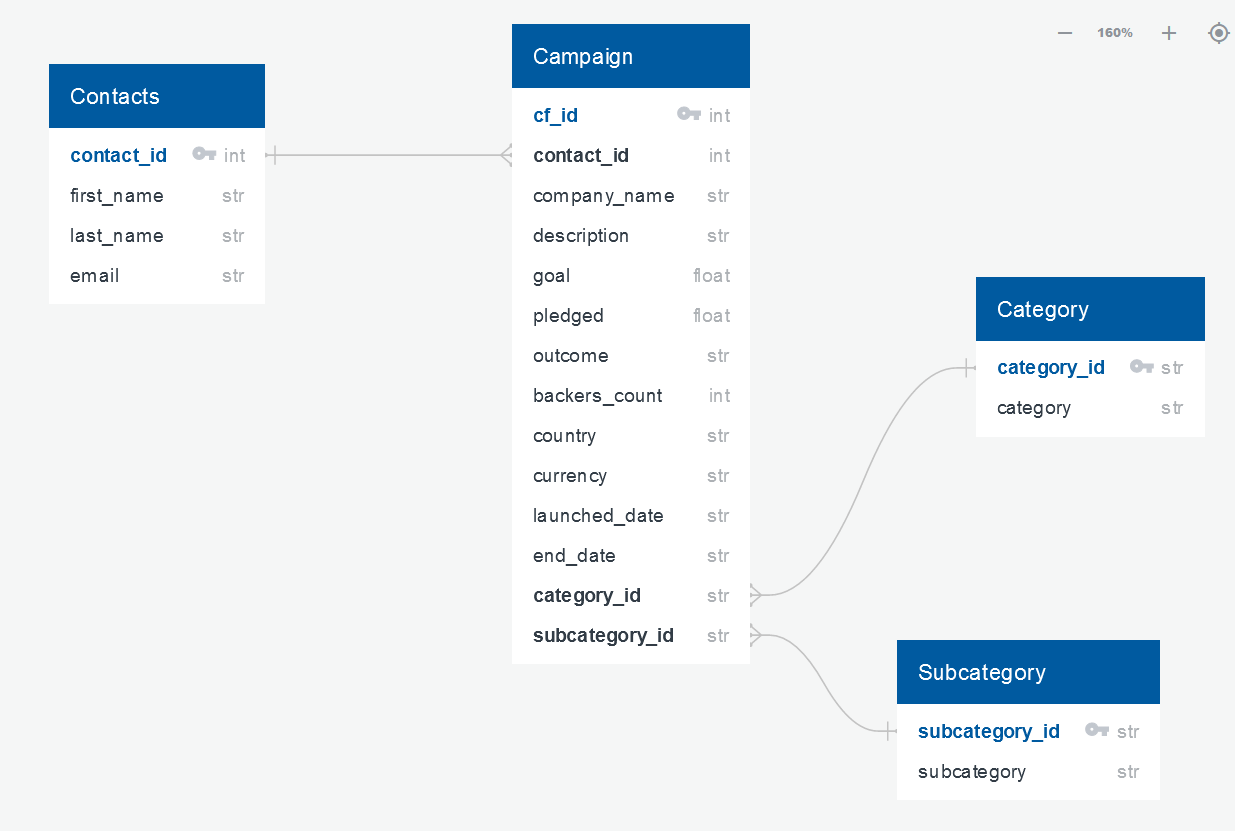 160%
Contacts
contact_id int
first_name str
last_name str
email str
Campaign
cf_id int
contact_id int
company_name str
description str
goal float
pledged float
outcome str
backers_count int
country str
currency str
launched_date str
end_date str
category_id str
subcategory_id str
Category
category_id str
category str
Subcategory
subcategory_id str
subcategory str